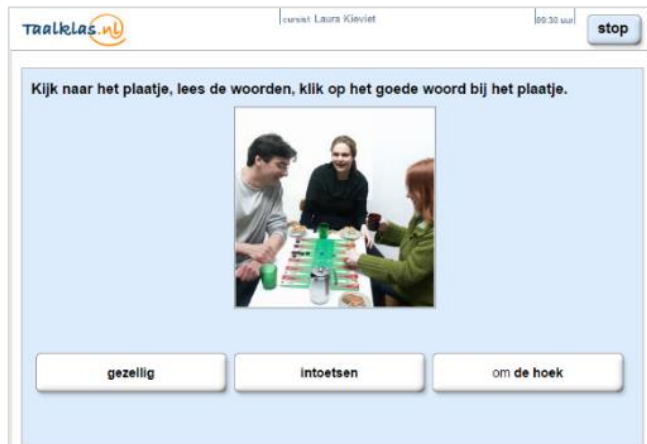 Taalklas.nl
cursist: Laura Kieviet
09:30 uur
stop
Kijk naar het plaatje, lees de woorden, klik op het goede woord bij het plaatje.
gezellig
intoetsen
om de hoek